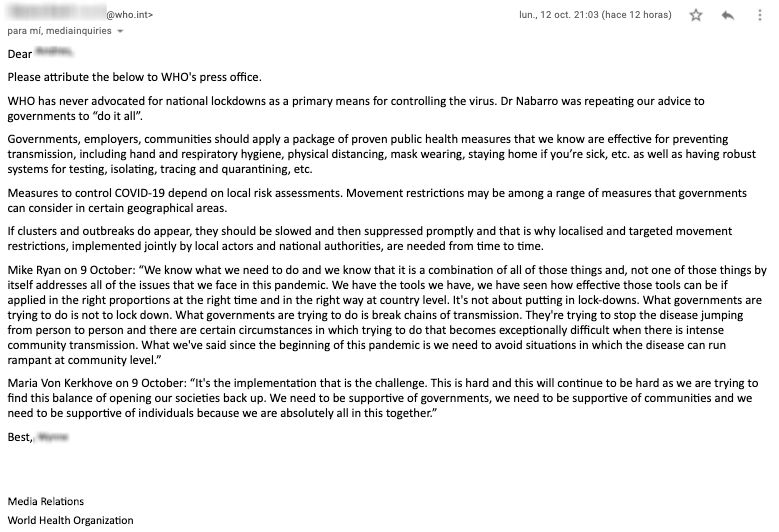 @who.int>
lun., 12 oct. 21:03 (hace 12 horas)
para mí, mediainquiries
Dear
Please attribute the below to WHO's press office.
WHO has never advocated for national lockdowns as a primary means for controlling the virus. Dr Nabarro was repeating our advice to
governments to “do it all”.
Governments, employers, communities should apply a package of proven public health measures that we know are effective for preventing
transmission, including hand and respiratory hygiene, physical distancing, mask wearing, staying home if you’re sick, etc. as well as having robust
systems for testing, isolating, tracing and quarantining, etc.
Measures to control COVID-19 depend on local risk assessments. Movement restrictions may be among a range of measures that governments
can consider in certain geographical areas.
If clusters and outbreaks do appear, they should be slowed and then suppressed promptly and that is why localised and targeted movement
restrictions, implemented jointly by local actors and national authorities, are needed from time to time.
Mike Ryan on 9 October: “We know what we need to do and we know that it is a combination of all of those things and, not one of those things by
itself addresses all of the issues that we face in this pandemic. We have the tools we have, we have seen how effective those tools can be if
applied in the right proportions at the right time and in the right way at country level. It's not about putting in lock-downs. What governments are
trying to do is not to lock down. What governments are trying to do is break chains of transmission. They're trying to stop the disease jumping
from person to person and there are certain circumstances in which trying to do that becomes exceptionally difficult when there is intense
community transmission. What we've said since the beginning of this pandemic is we need to avoid situations in which the disease can run
rampant at community level.”
Maria Von Kerkhove on 9 October: “It's the implementation that is the challenge. This is hard and this will continue to be hard as we are trying to
find this balance of opening our societies back up. We need to be supportive of governments, we need to be supportive of communities and we
need to be supportive of individuals because we are absolutely all in this together.”
Best,
Media Relations
World Health Organization